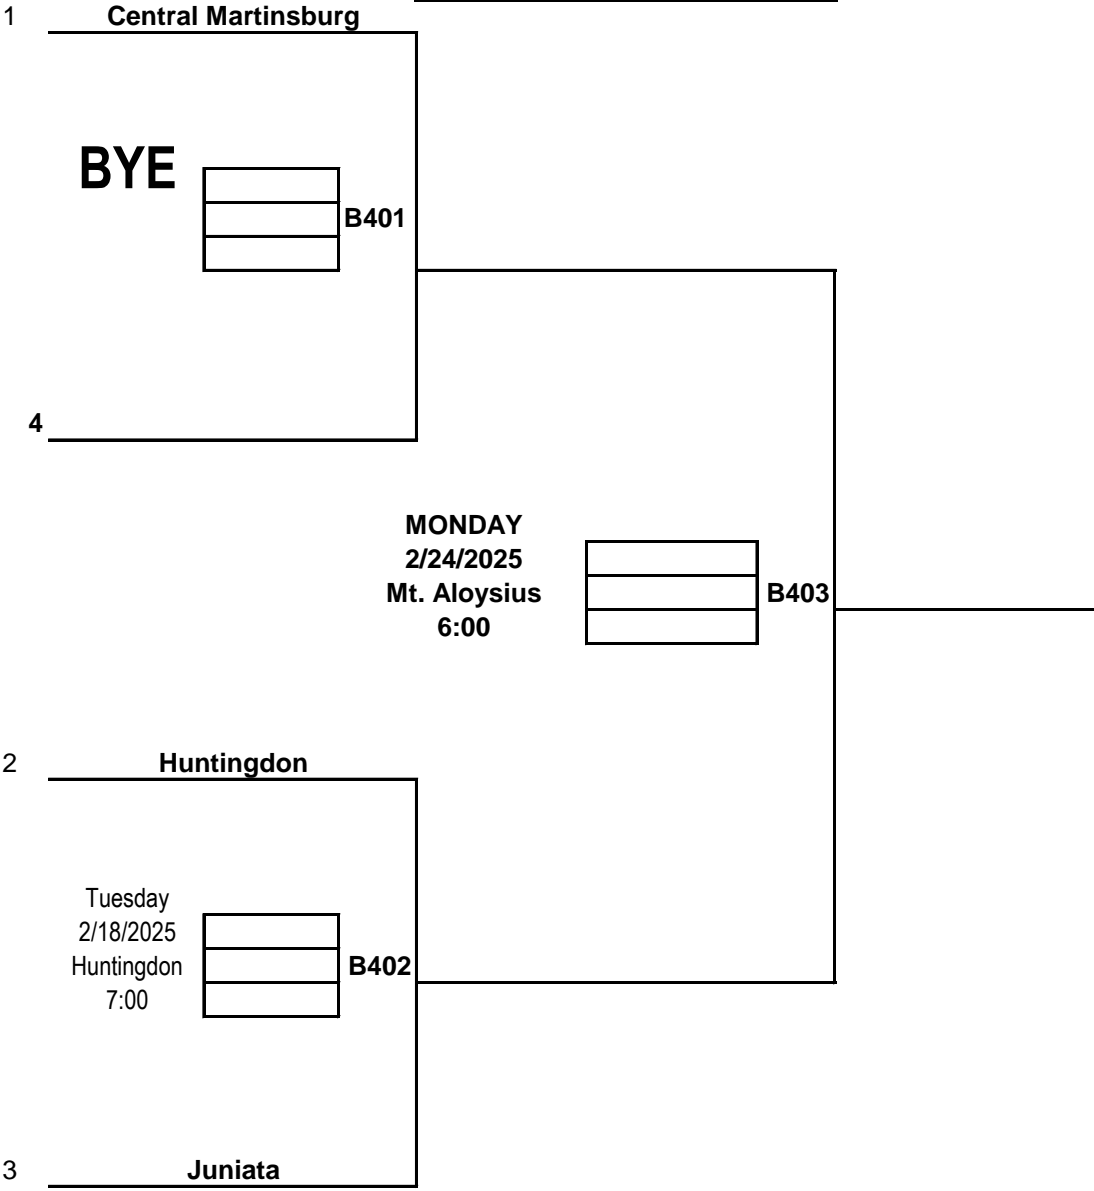 1 Central Martinsburg
BYE
B401
4
MONDAY
2/24/2025
Mt. Aloysius
6:00
B403
2 Huntingdon
Tuesday
2/18/2025
Huntingdon
7:00
B402
3 Juniata